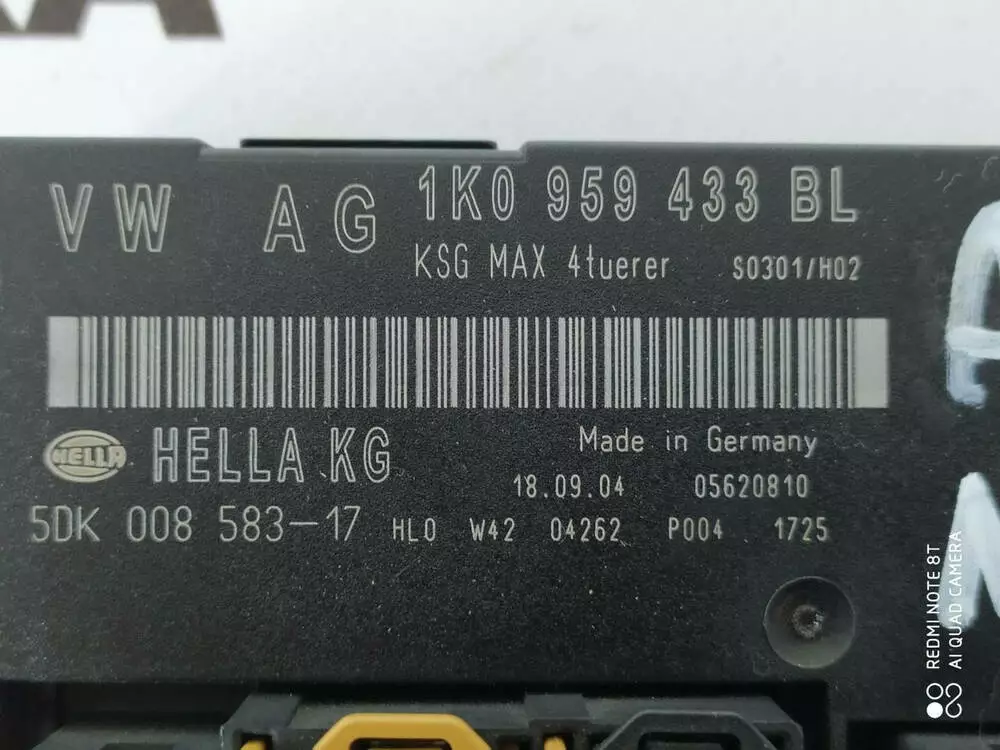 VW AG 1K0 959 433 BL
KSG MAX 4tuerer S0301/H02
HELLA HELLA KG Made in Germany
18.09.04 05620810
5DK 008 583-17 HL0 W42 04262 P004 1725
REDMI NOTE 8T
AI QUAD CAMERA